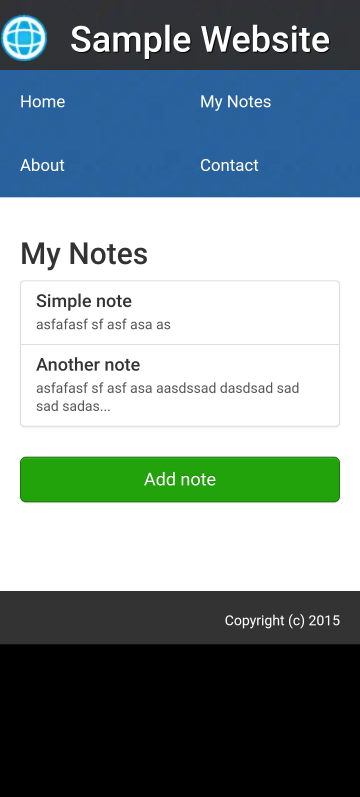 Sample Website
Home
My Notes
About
Contact
My Notes
Simple note
asfafasf sf asf asa as
Another note
asfafasf sf asf asa aasdssad dasdsad sad
sad sadas...
Add note
Copyright (c) 2015